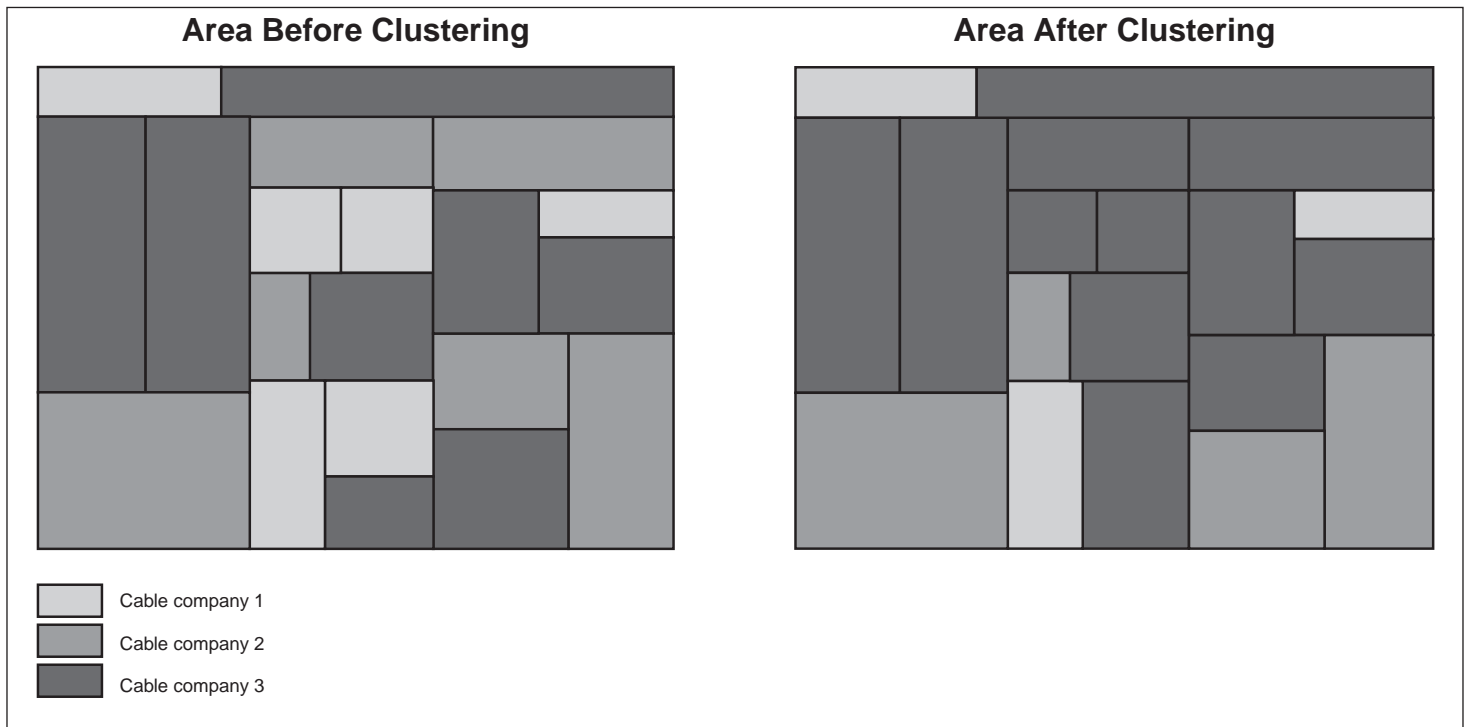 Area Before Clustering
Area After Clustering
Cable company 1
Cable company 2
Cable company 3